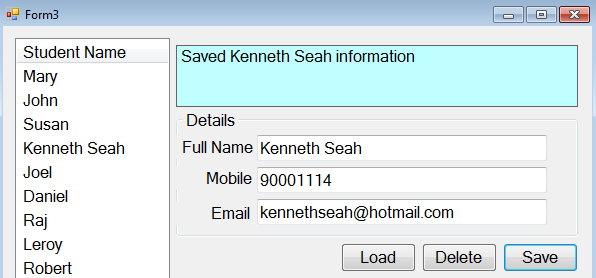 Form3
Student Name
Mary
John
Susan
Kenneth Seah
Joel
Daniel
Raj
Leroy
Robert
Saved Kenneth Seah information
Details
Full Name Kenneth Seah
Mobile 90001114
Email kennethseah@hotmail.com
Load Delete Save